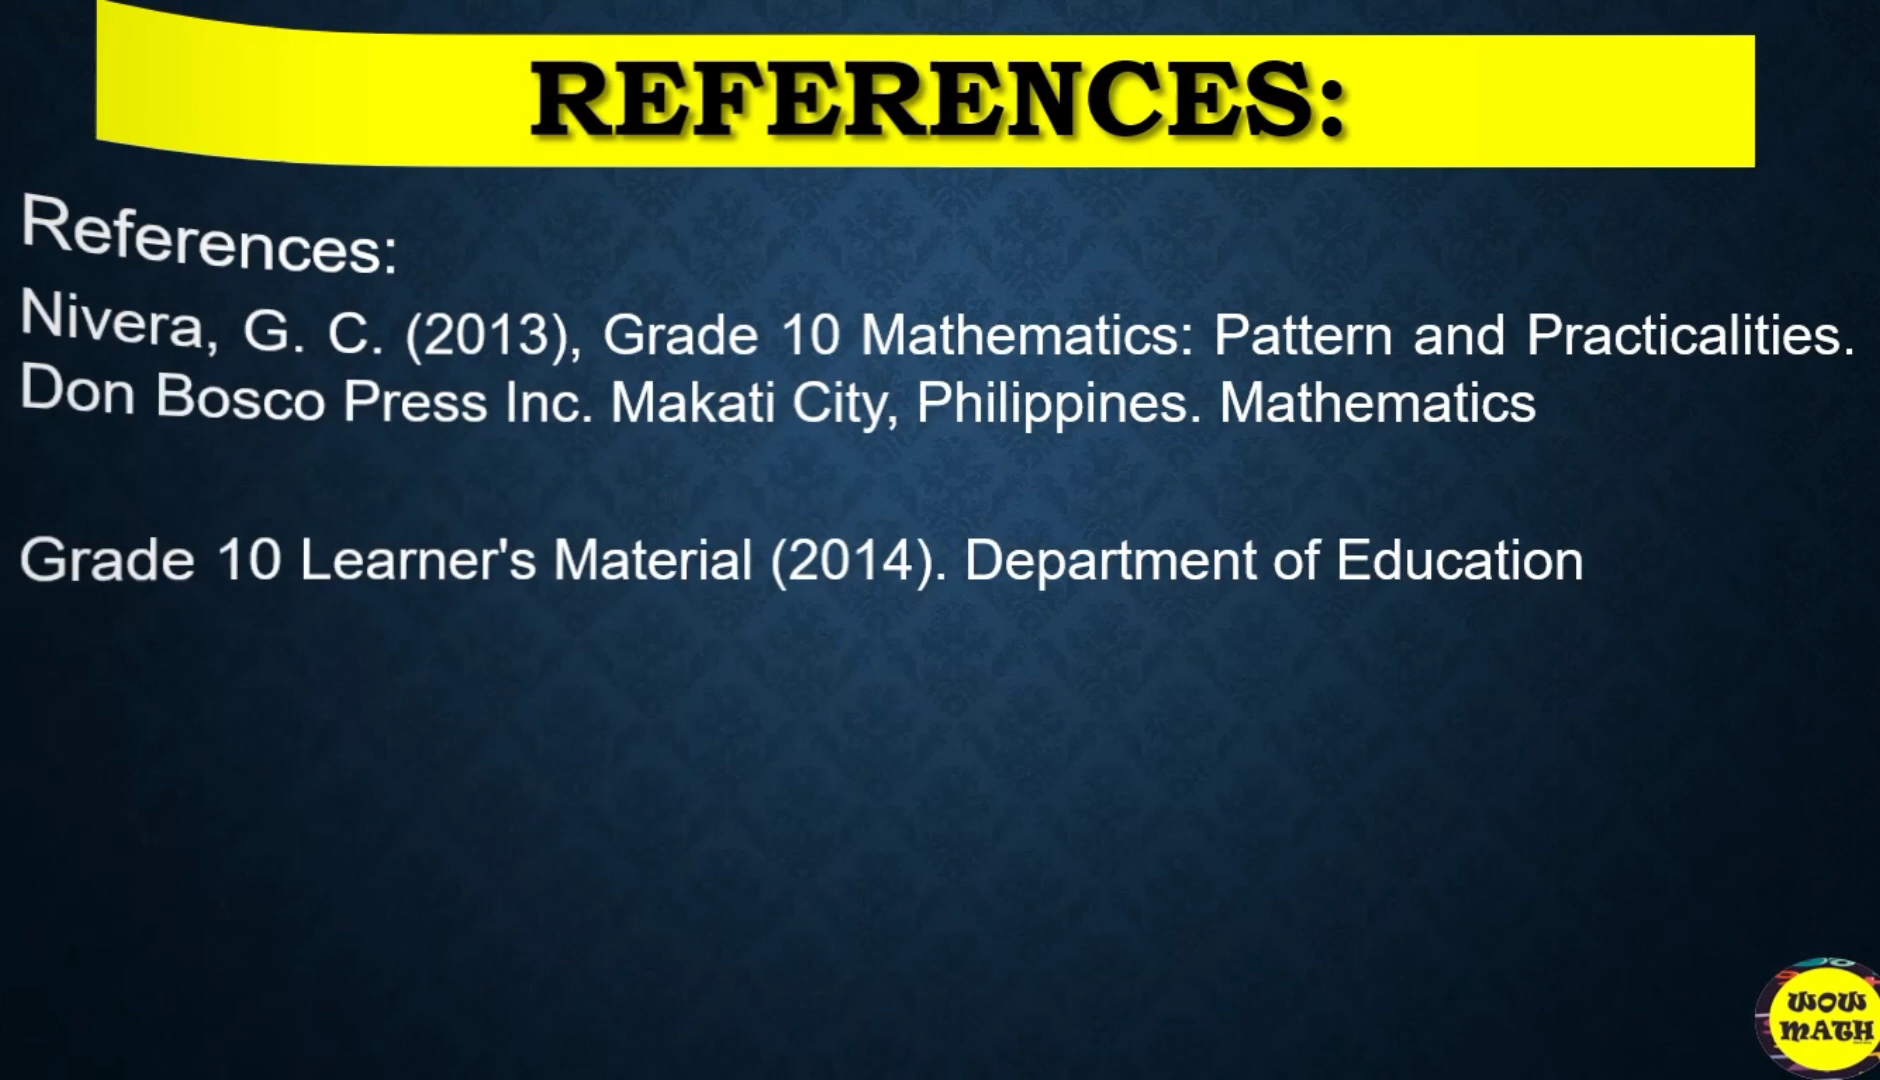 REFERENCES:
References:
Nivera, G. C. (2013), Grade 10 Mathematics: Pattern and Practicalities.
Don Bosco Press Inc. Makati City, Philippines. Mathematics
Grade 10 Learner's Material (2014). Department of Education
WOW
MATH